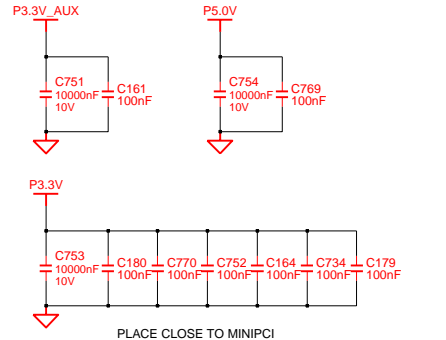 P3.3V_AUX
P5.0V
C751
10000nF
10V
C161
100nF
C754
10000nF
10V
C769
100nF
P3.3V
C753
10000nF
10V
C180
100nF
C770
100nF
C752
100nF
C164
100nF
C734
100nF
C179
100nF
PLACE CLOSE TO MINIPCI